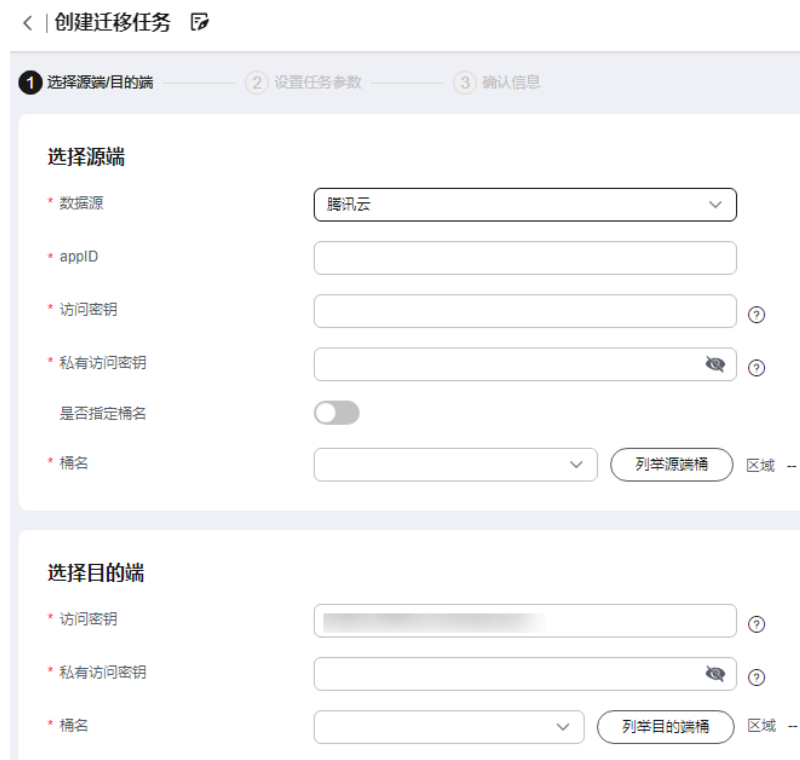 创建迁移任务
1 选择源端/目的端 2 设置任务参数 3 确认信息
选择源端
* 数据源 腾讯云
* appID
* 访问密钥 ?
* 私有访问密钥 ?
是否指定桶名
* 桶名 列举源端桶 区域 --
选择目的端
* 访问密钥 ?
* 私有访问密钥 ?
* 桶名 列举目的端桶 区域 --